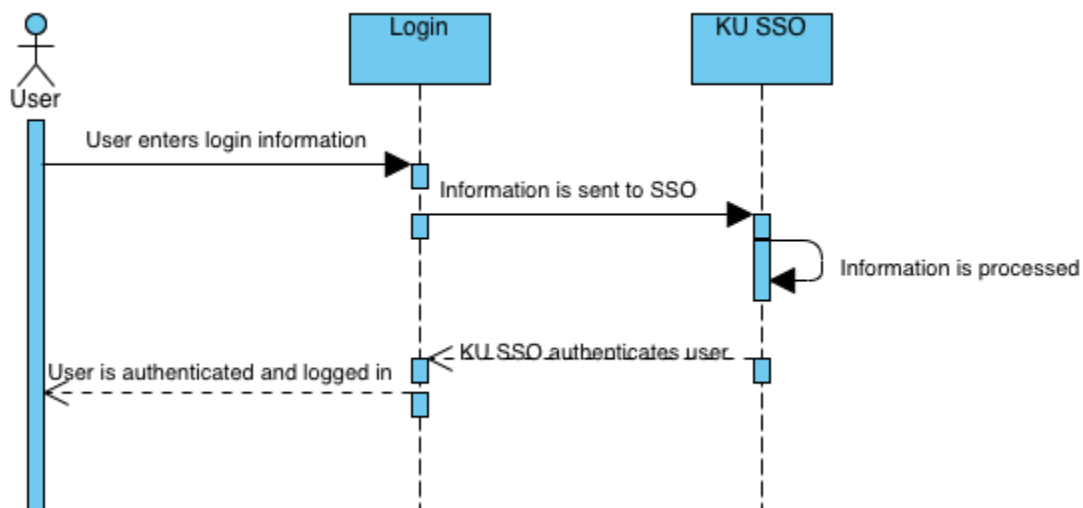 Login
KU SSO
User
User enters login information
Information is sent to SSO
Information is processed
KU SSO authenticates user
User is authenticated and logged in